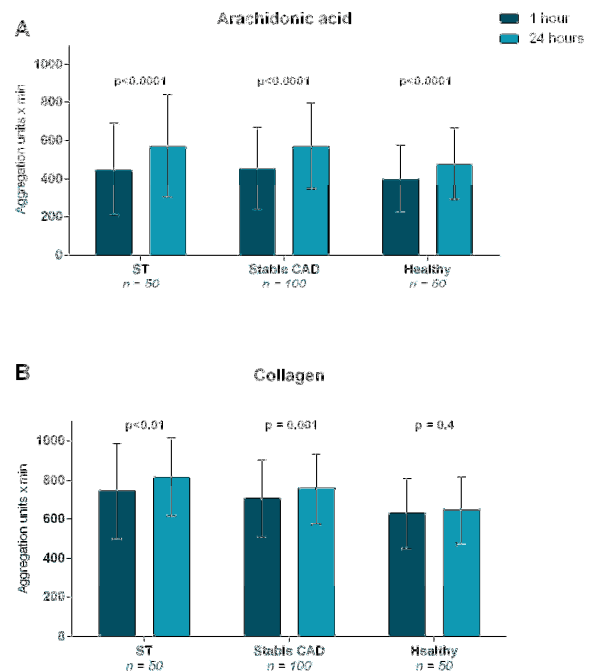 A
Arachidonic acid
1 hour
24 hours
Aggregation units x min
1000
800
600
400
200
0
p<0.0001
p<0.0001
p<0.0001
ST
Stable CAD
Healthy
n = 50
n = 100
n = 50
B
Collagen
Aggregation units x min
1000
800
600
400
200
0
p<0.01
p = 0.001
p = 0.4
ST
Stable CAD
Healthy
n = 50
n = 100
n = 50